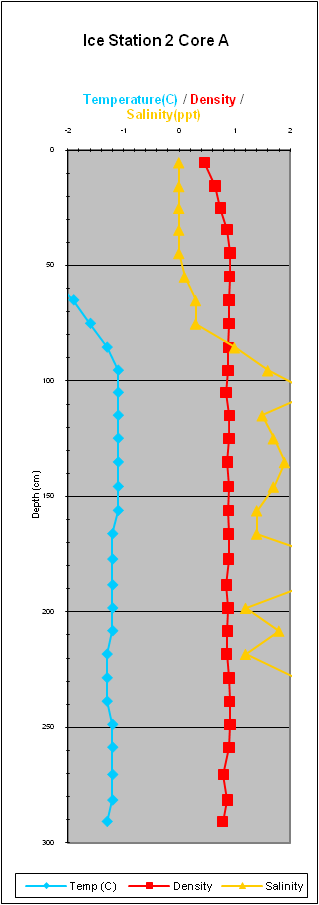 Ice Station 2 Core A
Temperature(C) / Density /
Salinity(ppt)
-2 -1 0 1 2
0
50
100
150
200
250
300
Depth (cm)
Temp (C) Density Salinity